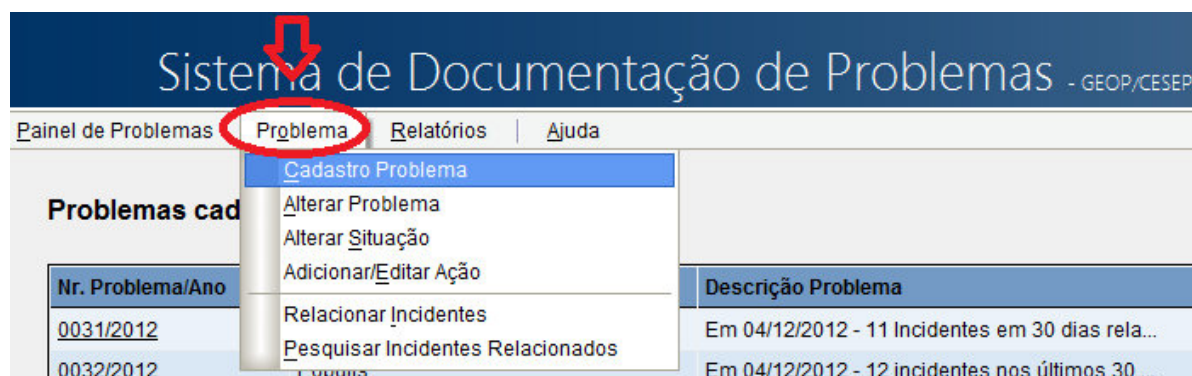 Sistema de Documentação de Problemas - GEOP/CESEP
Painel de Problemas Problema Relatórios | Ajuda
Cadastro Problema
Alterar Problema
Alterar Situação
Adicionar/Editar Ação
Relacionar Incidentes
Pesquisar Incidentes Relacionados
Problemas cad
Nr. Problema/Ano Descrição Problema
0031/2012 Em 04/12/2012 - 11 Incidentes em 30 dias rela...
0032/2012 Em 04/12/2012 - 12 incidentes nos últimos 30 ...